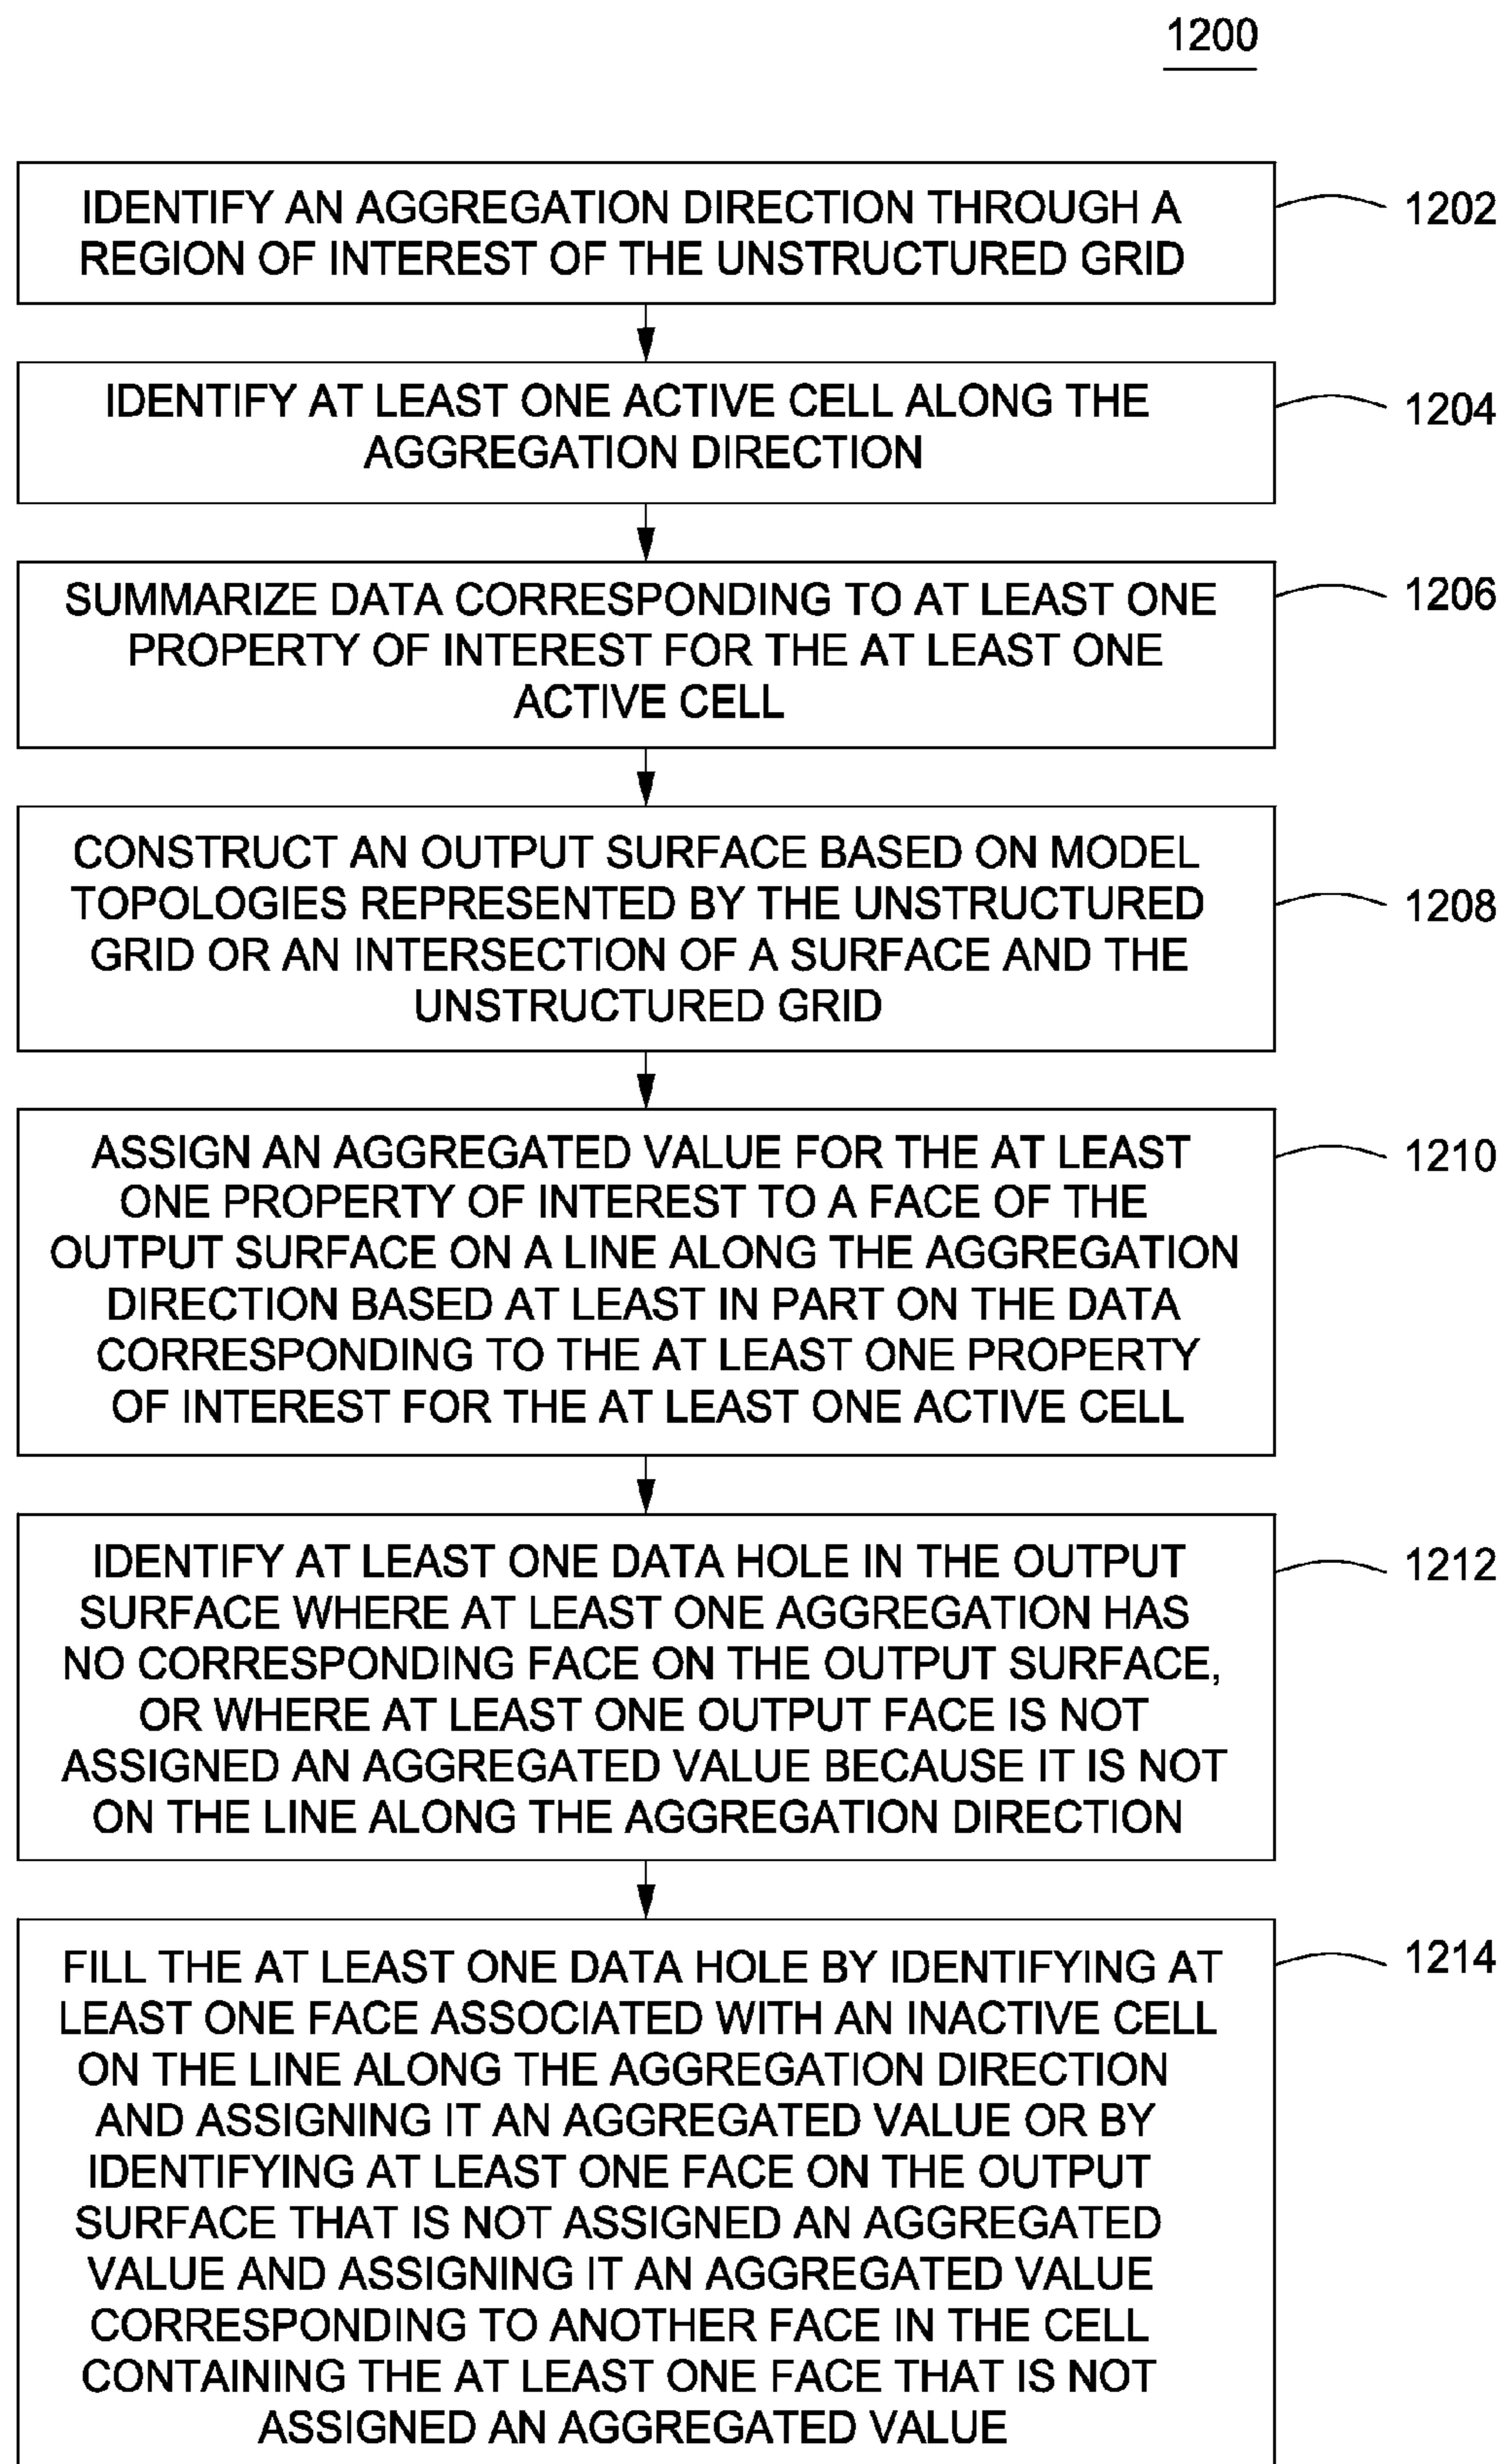 1200
IDENTIFY AN AGGREGATION DIRECTION THROUGH A
REGION OF INTEREST OF THE UNSTRUCTURED GRID
1202
IDENTIFY AT LEAST ONE ACTIVE CELL ALONG THE
AGGREGATION DIRECTION
1204
SUMMARIZE DATA CORRESPONDING TO AT LEAST ONE
PROPERTY OF INTEREST FOR THE AT LEAST ONE
ACTIVE CELL
1206
CONSTRUCT AN OUTPUT SURFACE BASED ON MODEL
TOPOLOGIES REPRESENTED BY THE UNSTRUCTURED
GRID OR AN INTERSECTION OF A SURFACE AND THE
UNSTRUCTURED GRID
1208
ASSIGN AN AGGREGATED VALUE FOR THE AT LEAST
ONE PROPERTY OF INTEREST TO A FACE OF THE
OUTPUT SURFACE ON A LINE ALONG THE AGGREGATION
DIRECTION BASED AT LEAST IN PART ON THE DATA
CORRESPONDING TO THE AT LEAST ONE PROPERTY
OF INTEREST FOR THE AT LEAST ONE ACTIVE CELL
1210
IDENTIFY AT LEAST ONE DATA HOLE IN THE OUTPUT
SURFACE WHERE AT LEAST ONE AGGREGATION HAS
NO CORRESPONDING FACE ON THE OUTPUT SURFACE,
OR WHERE AT LEAST ONE OUTPUT FACE IS NOT
ASSIGNED AN AGGREGATED VALUE BECAUSE IT IS NOT
ON THE LINE ALONG THE AGGREGATION DIRECTION
1212
FILL THE AT LEAST ONE DATA HOLE BY IDENTIFYING AT
LEAST ONE FACE ASSOCIATED WITH AN INACTIVE CELL
ON THE LINE ALONG THE AGGREGATION DIRECTION
AND ASSIGNING IT AN AGGREGATED VALUE OR BY
IDENTIFYING AT LEAST ONE FACE ON THE OUTPUT
SURFACE THAT IS NOT ASSIGNED AN AGGREGATED
VALUE AND ASSIGNING IT AN AGGREGATED VALUE
CORRESPONDING TO ANOTHER FACE IN THE CELL
CONTAINING THE AT LEAST ONE FACE THAT IS NOT
ASSIGNED AN AGGREGATED VALUE
1214